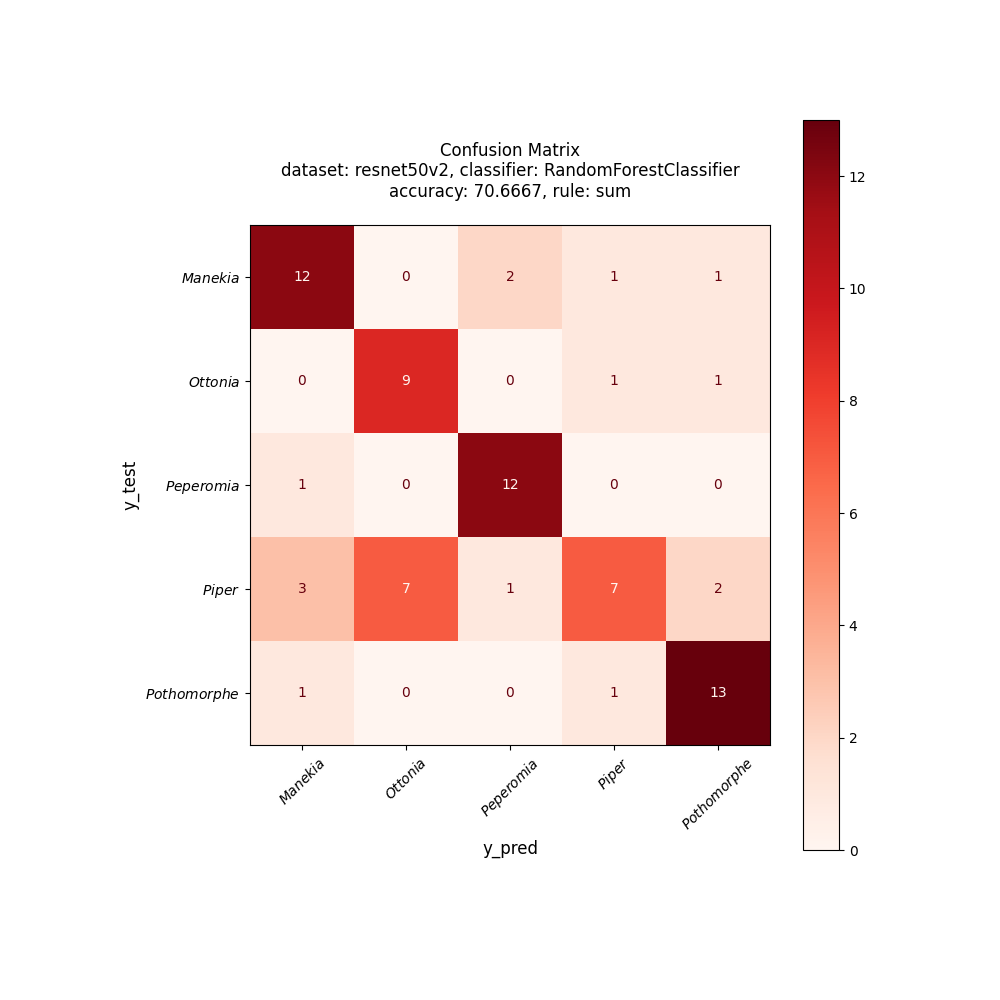 Confusion Matrix
dataset: resnet50v2, classifier: RandomForestClassifier
accuracy: 70.6667, rule: sum
Manekia 12 0 2 1 1
Ottonia 0 9 0 1 1
Peperomia 1 0 12 0 0
Piper 3 7 1 7 2
Pothomorphe 1 0 0 1 13
Manekia Ottonia Peperomia Piper Pothomorphe
y_pred
y_test
12
10
8
6
4
2
0